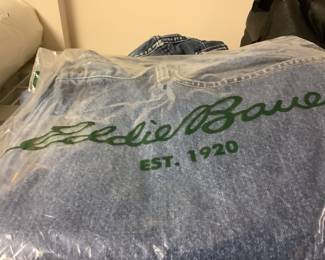 Eddie Baue
EST. 1920